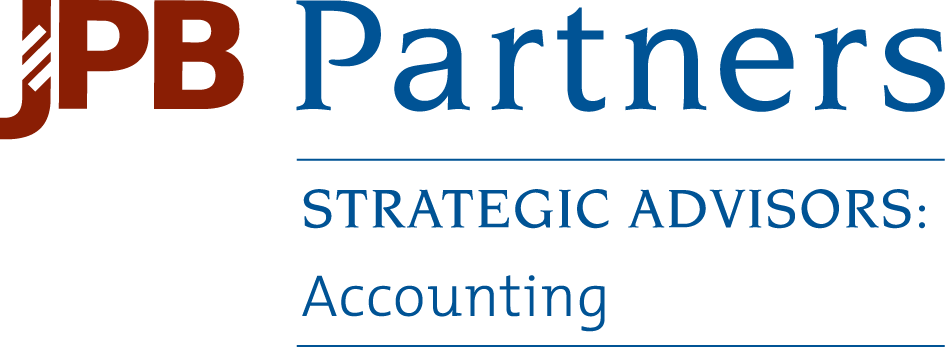 JPB Partners
STRATEGIC ADVISORS:
Accounting